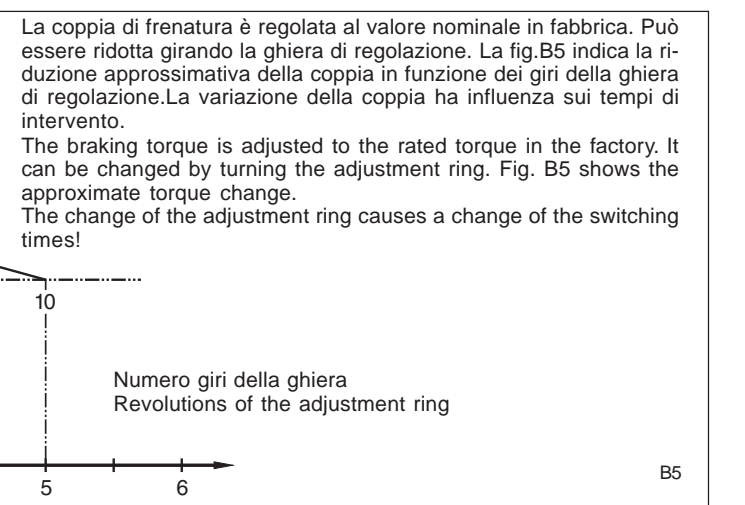 La coppia di frenatura è regolata al valore nominale in fabbrica. Può
essere ridotta girando la ghiera di regolazione. La fig.B5 indica la ri-
duzione approssimativa della coppia in funzione dei giri della ghiera
di regolazione.La variazione della coppia ha influenza sui tempi di
intervento.
The braking torque is adjusted to the rated torque in the factory. It
can be changed by turning the adjustment ring. Fig. B5 shows the
approximate torque change.
The change of the adjustment ring causes a change of the switching
times!
10
Numero giri della ghiera
Revolutions of the adjustment ring
B5
5 6